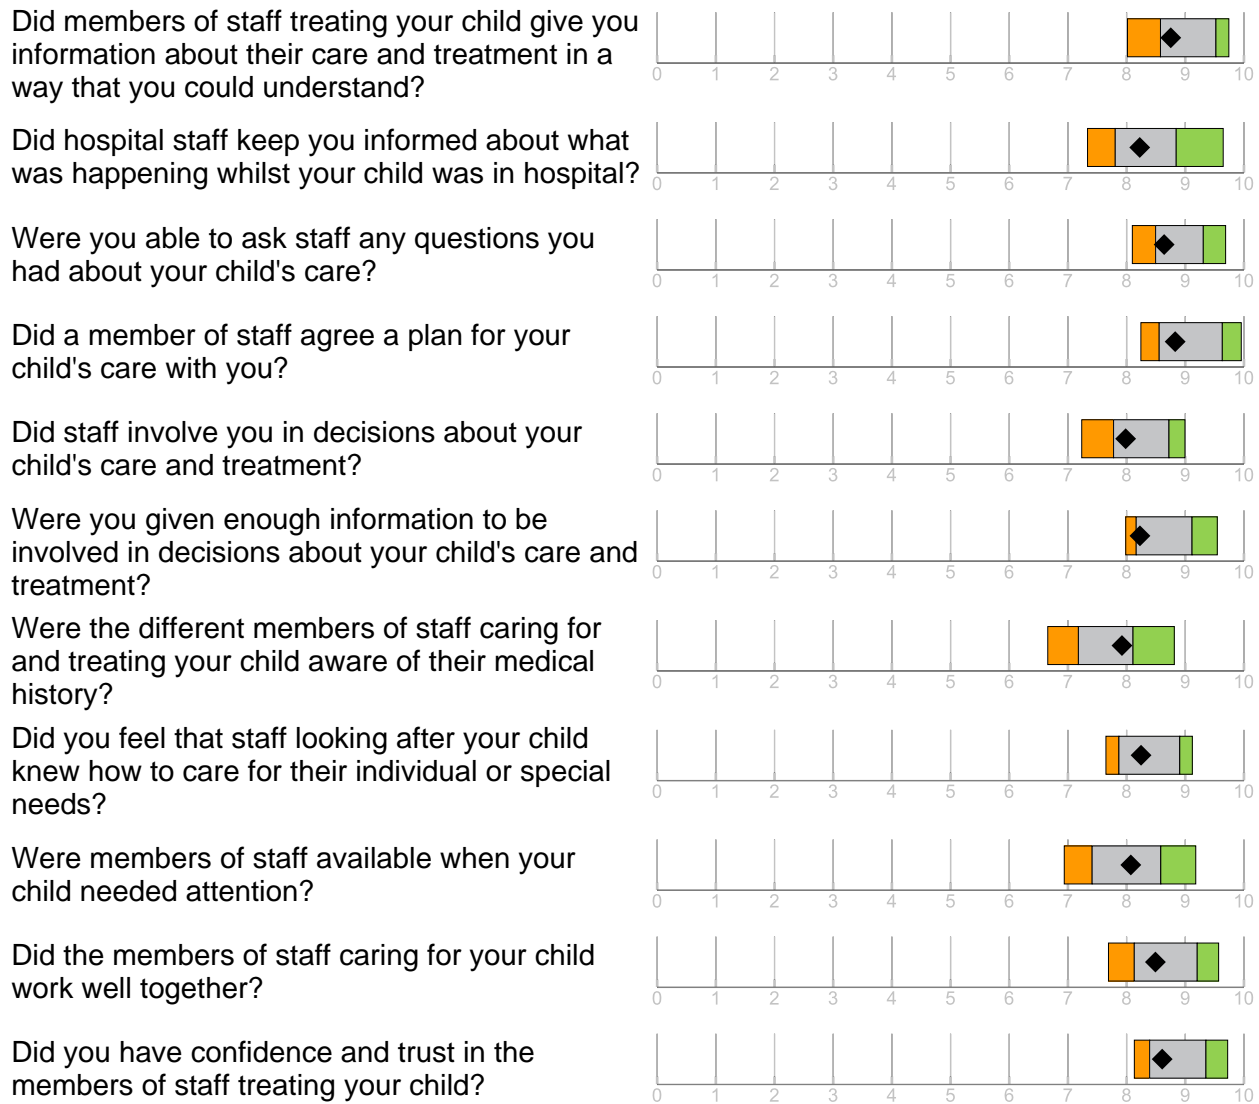 Did members of staff treating your child give you
information about their care and treatment in a
way that you could understand?
0 1 2 3 4 5 6 7 8 9 10
Did hospital staff keep you informed about what
was happening whilst your child was in hospital?
0 1 2 3 4 5 6 7 8 9 10
Were you able to ask staff any questions you
had about your child's care?
0 1 2 3 4 5 6 7 8 9 10
Did a member of staff agree a plan for your
child's care with you?
0 1 2 3 4 5 6 7 8 9 10
Did staff involve you in decisions about your
child's care and treatment?
0 1 2 3 4 5 6 7 8 9 10
Were you given enough information to be
involved in decisions about your child's care and
treatment?
0 1 2 3 4 5 6 7 8 9 10
Were the different members of staff caring for
and treating your child aware of their medical
history?
0 1 2 3 4 5 6 7 8 9 10
Did you feel that staff looking after your child
knew how to care for their individual or special
needs?
0 1 2 3 4 5 6 7 8 9 10
Were members of staff available when your
child needed attention?
0 1 2 3 4 5 6 7 8 9 10
Did the members of staff caring for your child
work well together?
0 1 2 3 4 5 6 7 8 9 10
Did you have confidence and trust in the
members of staff treating your child?
0 1 2 3 4 5 6 7 8 9 10